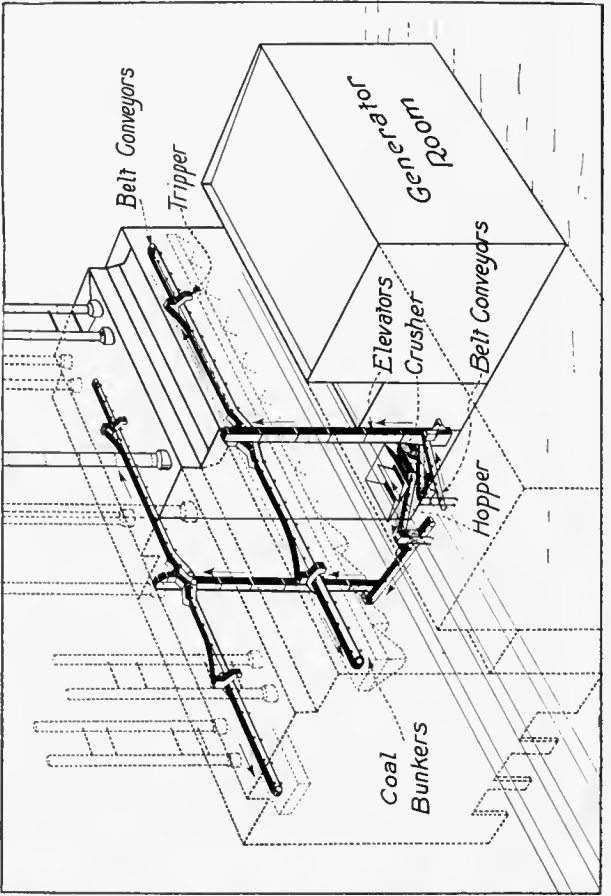 Belt Conveyors
Tripper
Generator
Room
Elevators
Crusher
Belt Conveyors
Hopper
Coal
Bunkers